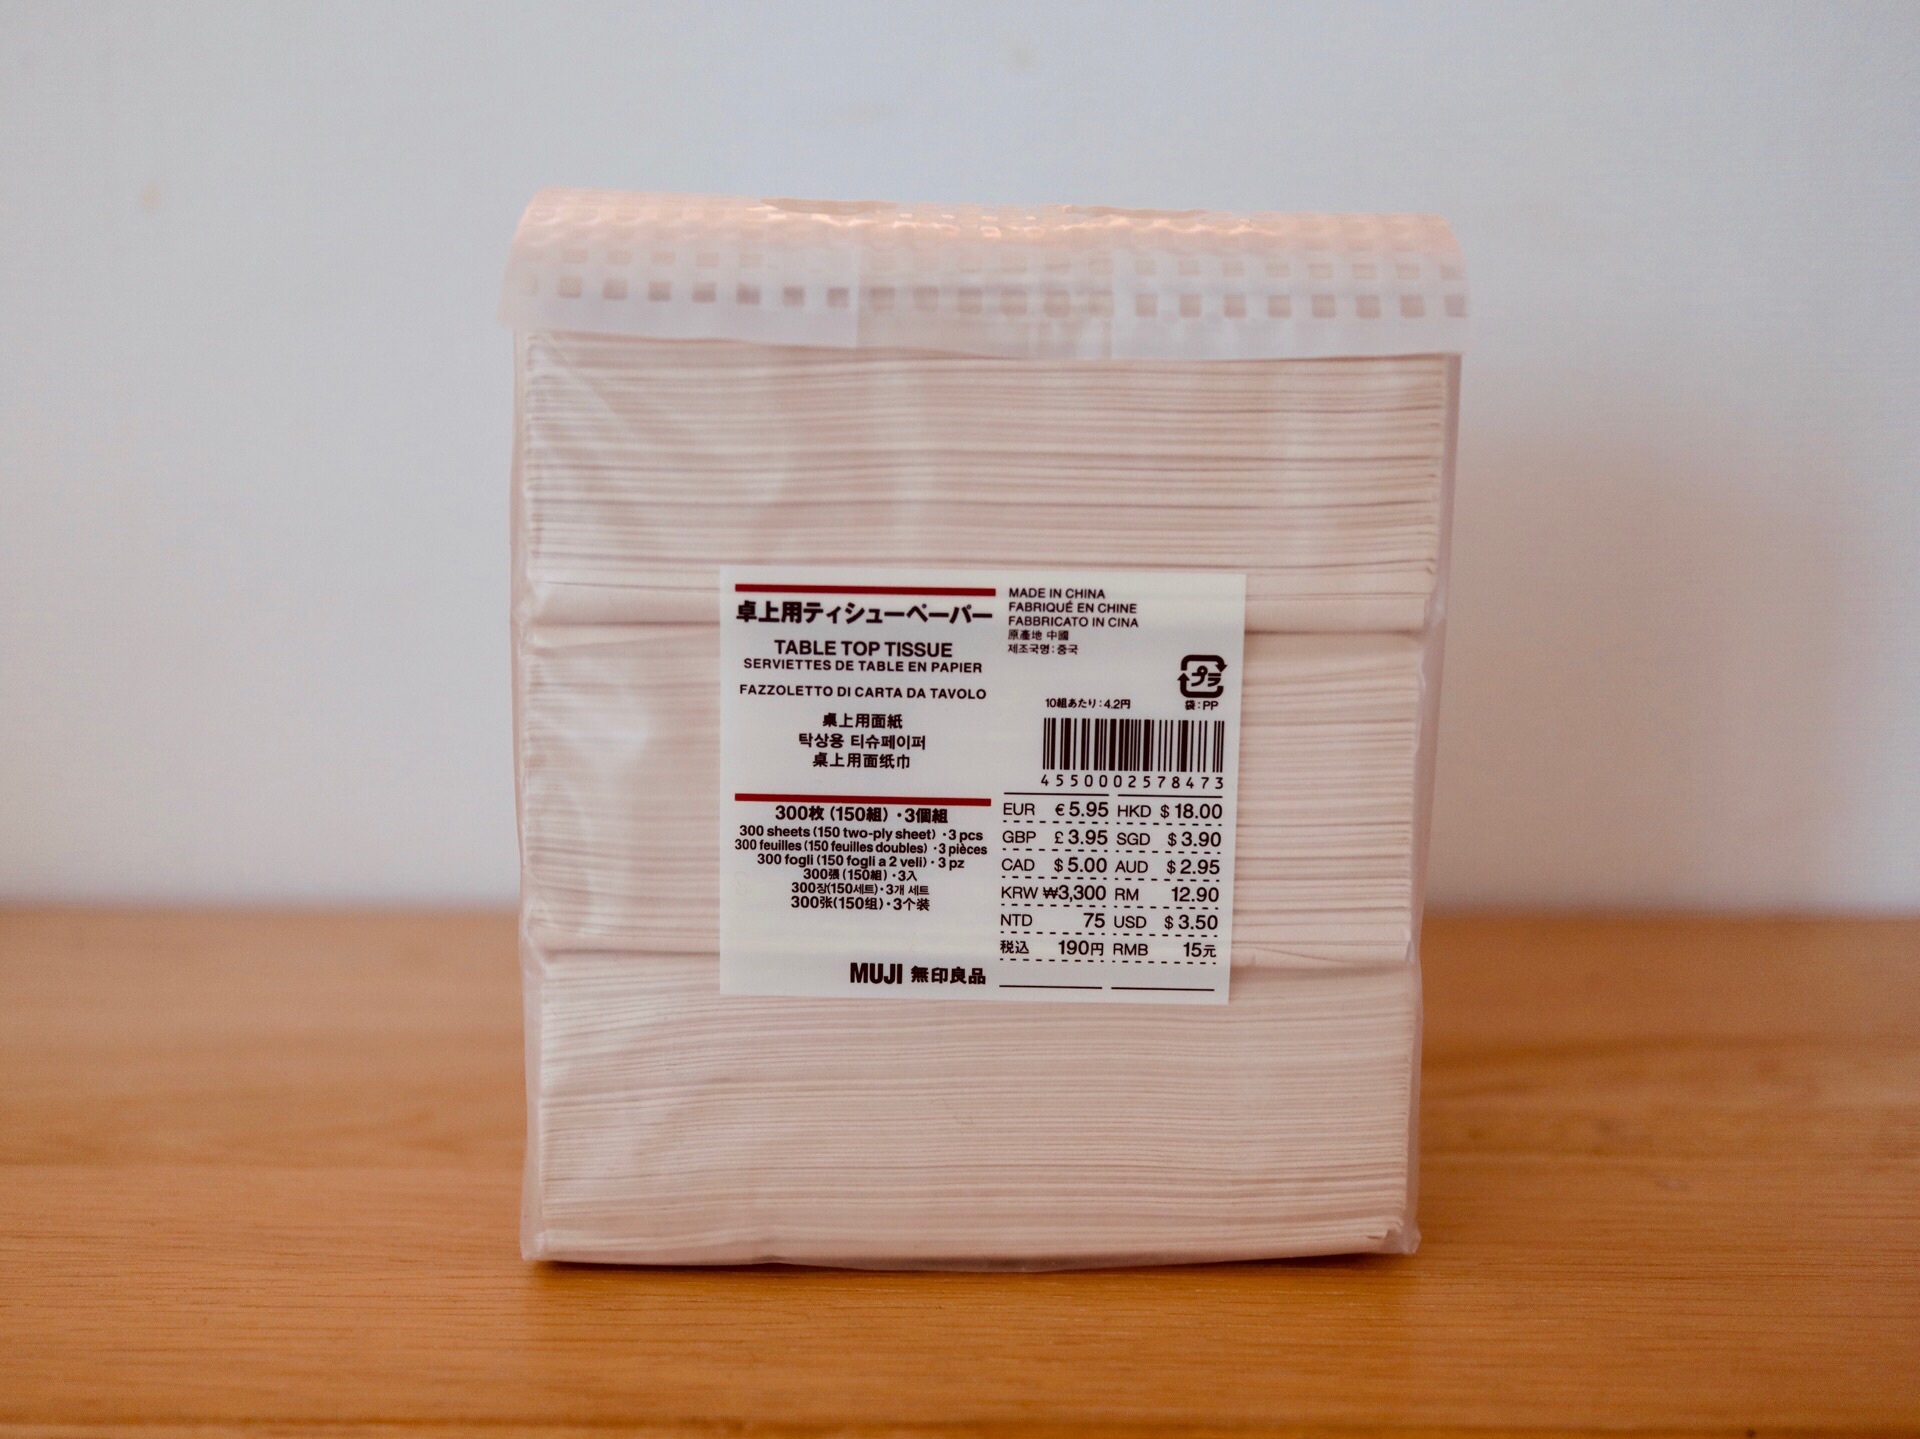 卓上用ティシューペーパー
TABLE TOP TISSUE
SERVIETTES DE TABLE EN PAPIER
FAZZOLETTO DI CARTA DA TAVOLO
桌上用面紙
탁상용 티슈페이퍼
桌上用面纸巾
300枚（150組）・3個組
300 sheets (150 two-ply sheet) ・3 pcs
300 feuilles (150 feuilles doubles) ・3 pièces
300 fogli (150 fogli a 2 veli)・3 pz
300張（150組）・3入
300장(150세트)・3개 세트
300张(150组)・3个装
MUJI 無印良品
MADE IN CHINA
FABRIQUÉ EN CHINE
FABBRICATO IN CINA
原產地 中國
제조국명 : 중국
プラ
10組あたり：4.2円
袋：PP
4550002578473
EUR € 5.95 HKD $ 18.00
GBP £ 3.95 SGD $ 3.90
CAD $ 5.00 AUD $ 2.95
KRW ₩3,300 RM 12.90
NTD 75 USD $ 3.50
税込 190円 RMB 15元